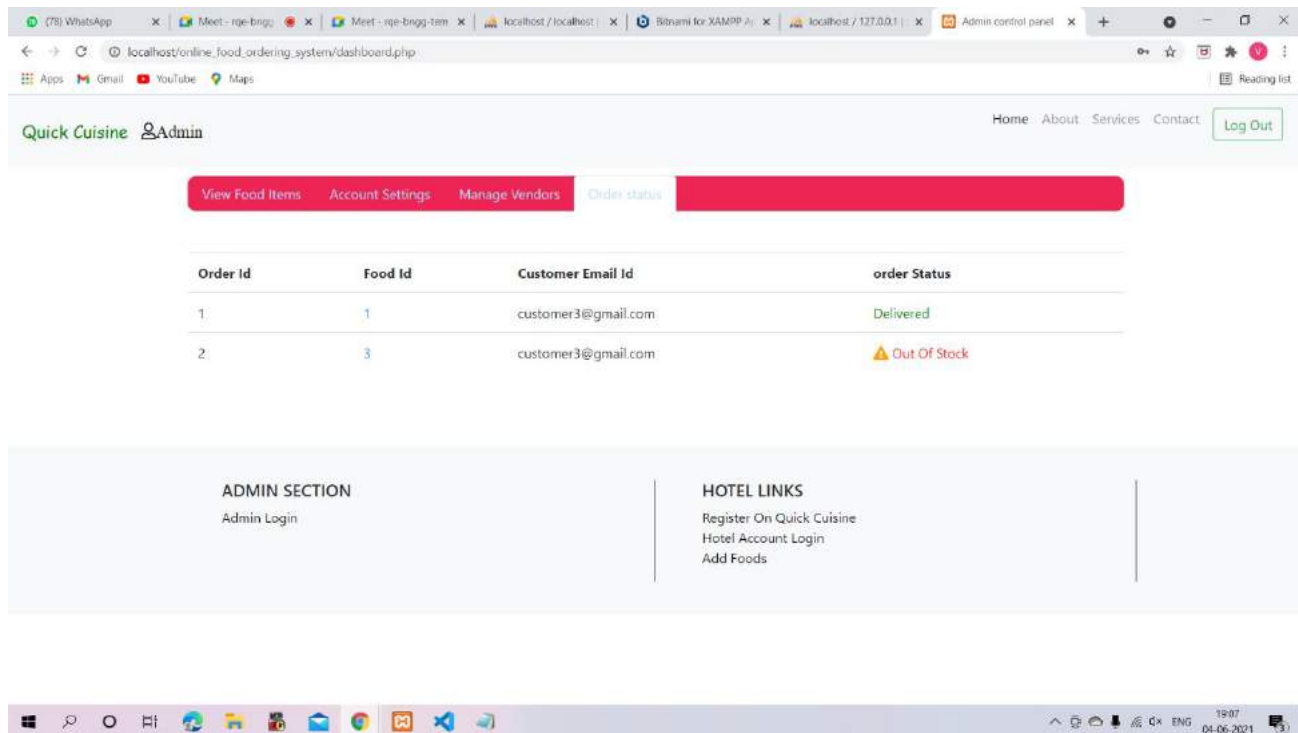 (78) WhatsApp
Meet - rqe-bngg
Meet - rqe-bngg-tem
localhost / localhost |
Bitnami for XAMPP A
localhost / 127.0.0.1 |
Admin control panel
localhost/online_food_ordering_system/dashboard.php
Apps Gmail YouTube Maps
Reading list
Quick Cuisine Admin
Home About Services Contact Log Out
View Food Items Account Settings Manage Vendors Order status
Order Id Food Id Customer Email Id order Status
1 1 customer3@gmail.com Delivered
2 3 customer3@gmail.com Out Of Stock
ADMIN SECTION
Admin Login
HOTEL LINKS
Register On Quick Cuisine
Hotel Account Login
Add Foods
ENG
19:07
04-06-2021